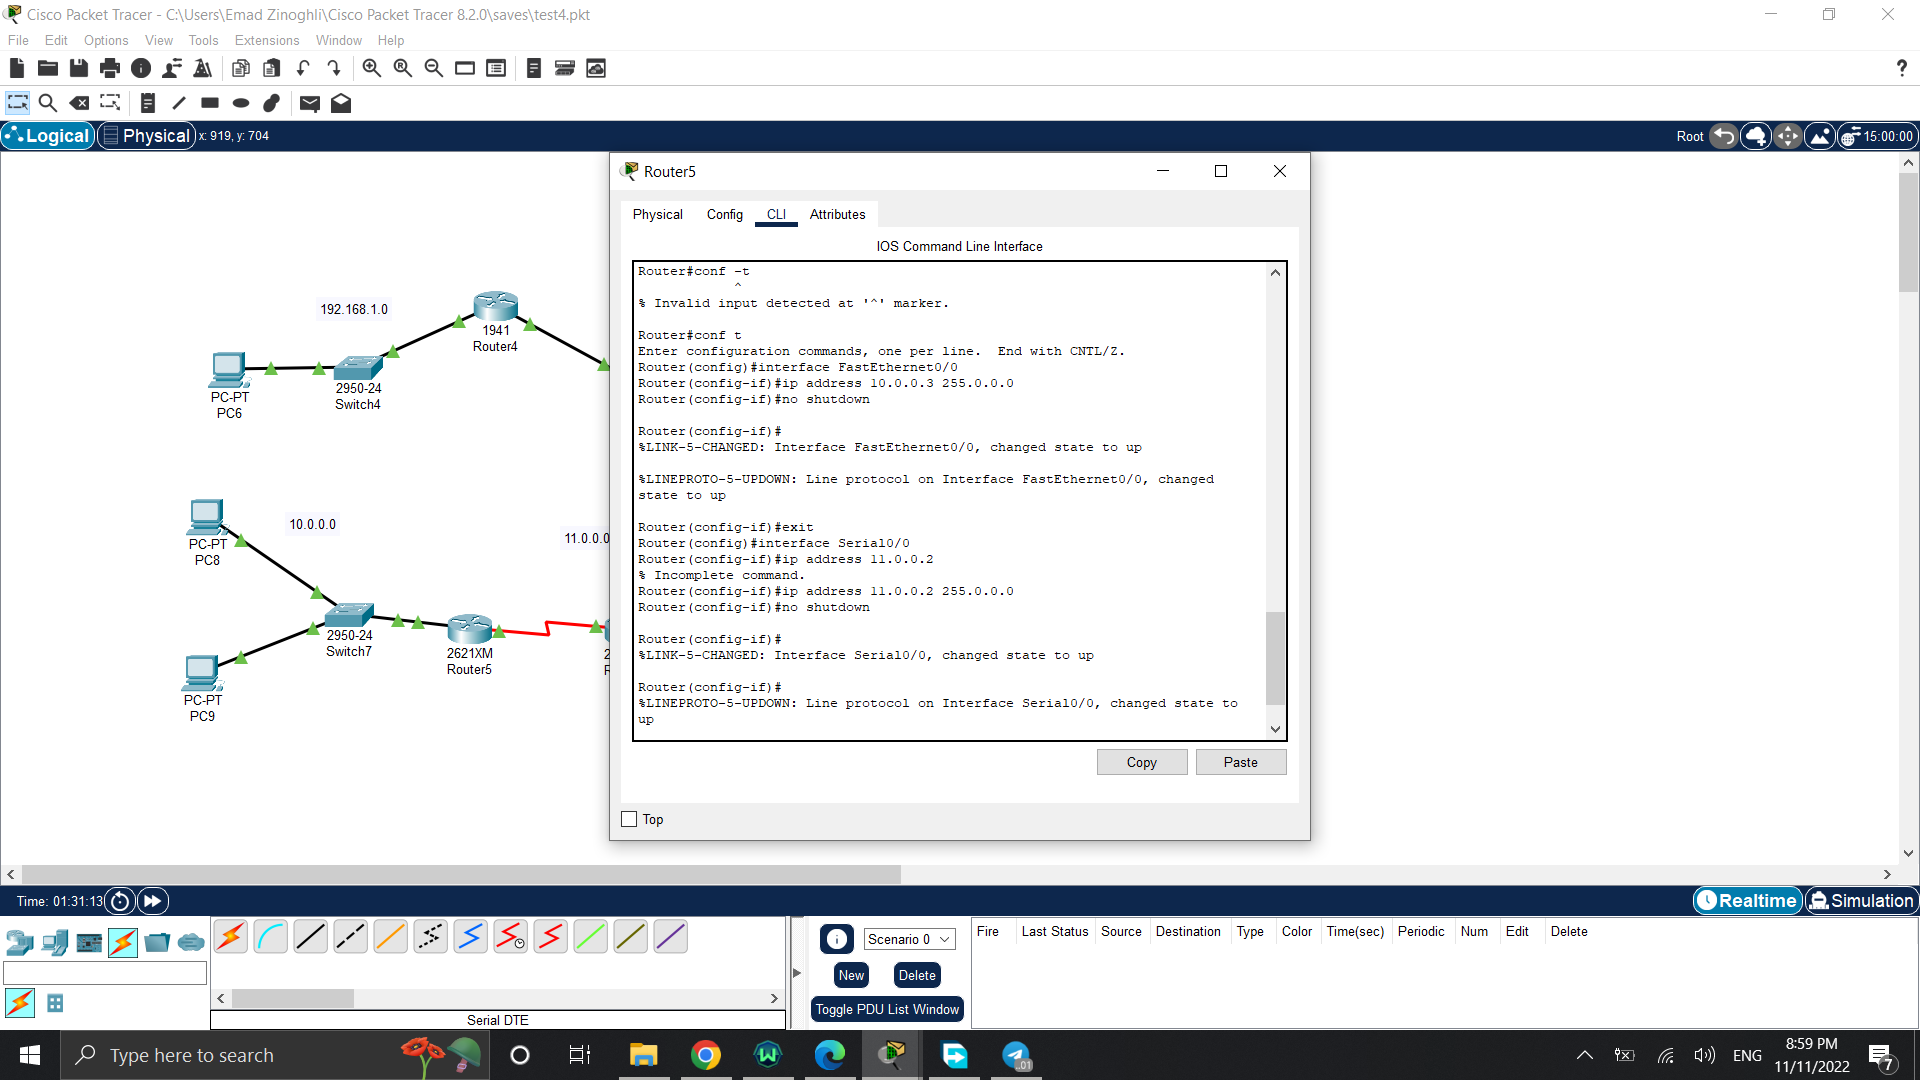 Cisco Packet Tracer - C:\Users\Emad Zinoghli\Cisco Packet Tracer 8.2.0\saves\test4.pkt
File Edit Options View Tools Extensions Window Help
?
Logical Physical x: 919, y: 704 Root 15:00:00
Router5
Physical Config CLI Attributes
IOS Command Line Interface
Router#conf -t
^
% Invalid input detected at '^' marker.
Router#conf t
Enter configuration commands, one per line. End with CNTL/Z.
Router(config)#interface FastEthernet0/0
Router(config-if)#ip address 10.0.0.3 255.0.0.0
Router(config-if)#no shutdown
Router(config-if)#
%LINK-5-CHANGED: Interface FastEthernet0/0, changed state to up
%LINEPROTO-5-UPDOWN: Line protocol on Interface FastEthernet0/0, changed
state to up
Router(config-if)#exit
Router(config)#interface Serial0/0
Router(config-if)#ip address 11.0.0.2
% Incomplete command.
Router(config-if)#ip address 11.0.0.2 255.0.0.0
Router(config-if)#no shutdown
Router(config-if)#
%LINK-5-CHANGED: Interface Serial0/0, changed state to up
Router(config-if)#
%LINEPROTO-5-UPDOWN: Line protocol on Interface Serial0/0, changed state to
up
Copy Paste
Top
192.168.1.0
1941
Router4
PC-PT
PC6
2950-24
Switch4
10.0.0.0
11.0.0.0
PC-PT
PC8
2950-24
Switch7
2621XM
Router5
2
R
PC-PT
PC9
Time: 01:31:13 Realtime Simulation
Scenario 0
New Delete
Toggle PDU List Window
Fire Last Status Source Destination Type Color Time(sec) Periodic Num Edit Delete
Serial DTE
Type here to search
.01
ENG
8:59 PM
11/11/2022
7